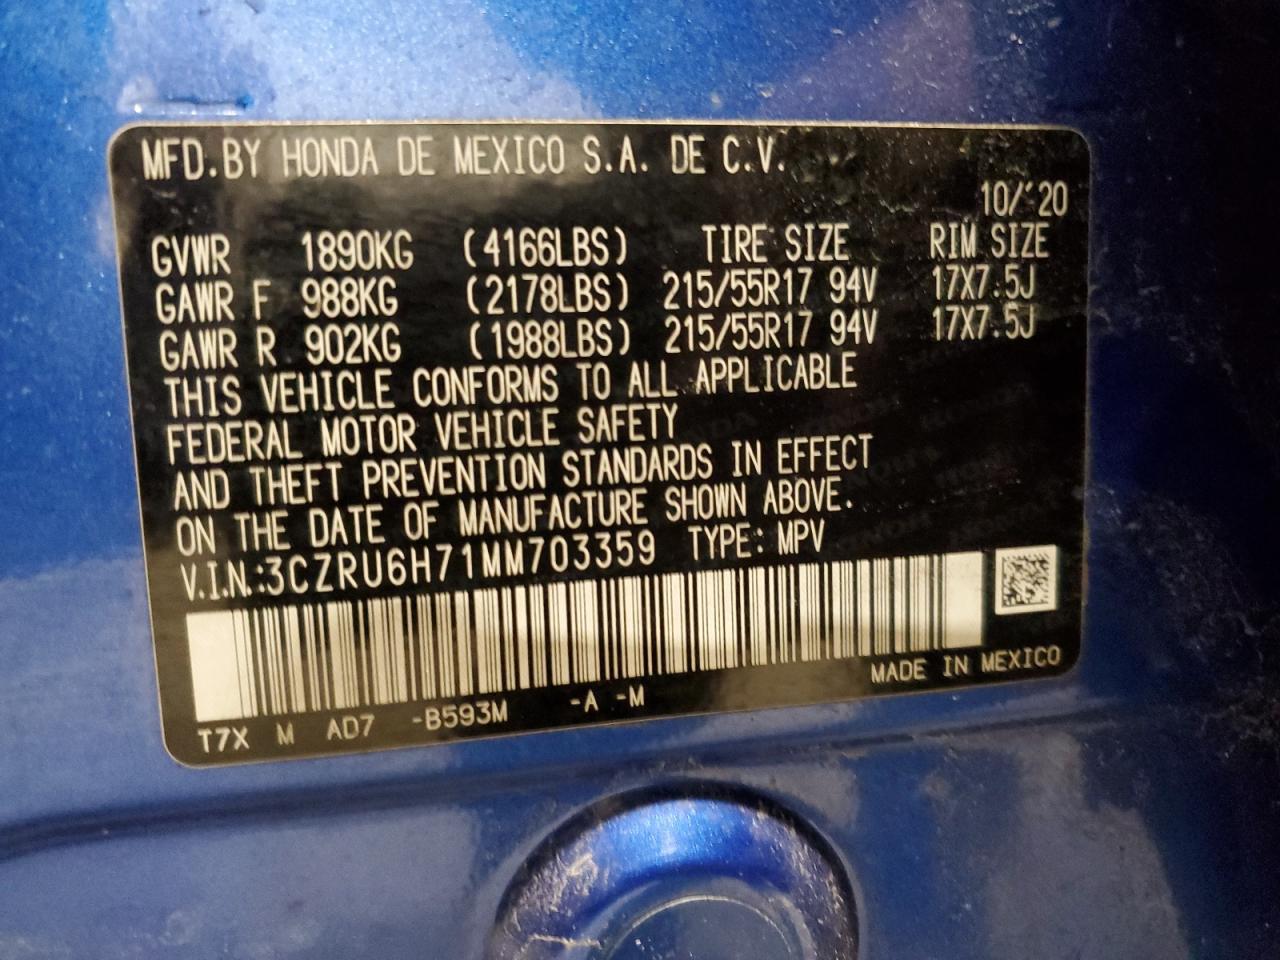 MFD.BY HONDA DE MEXICO S.A. DE C.V.
10/'20
GVWR 1890KG (4166LBS) TIRE SIZE RIM SIZE
GAWR F 988KG (2178LBS) 215/55R17 94V 17X7.5J
GAWR R 902KG (1988LBS) 215/55R17 94V 17X7.5J
THIS VEHICLE CONFORMS TO ALL APPLICABLE
FEDERAL MOTOR VEHICLE SAFETY
AND THEFT PREVENTION STANDARDS IN EFFECT
ON THE DATE OF MANUFACTURE SHOWN ABOVE.
V.I.N.:3CZRU6H71MM703359 TYPE: MPV
MADE IN MEXICO
T7X M AD7 -B593M -A -M